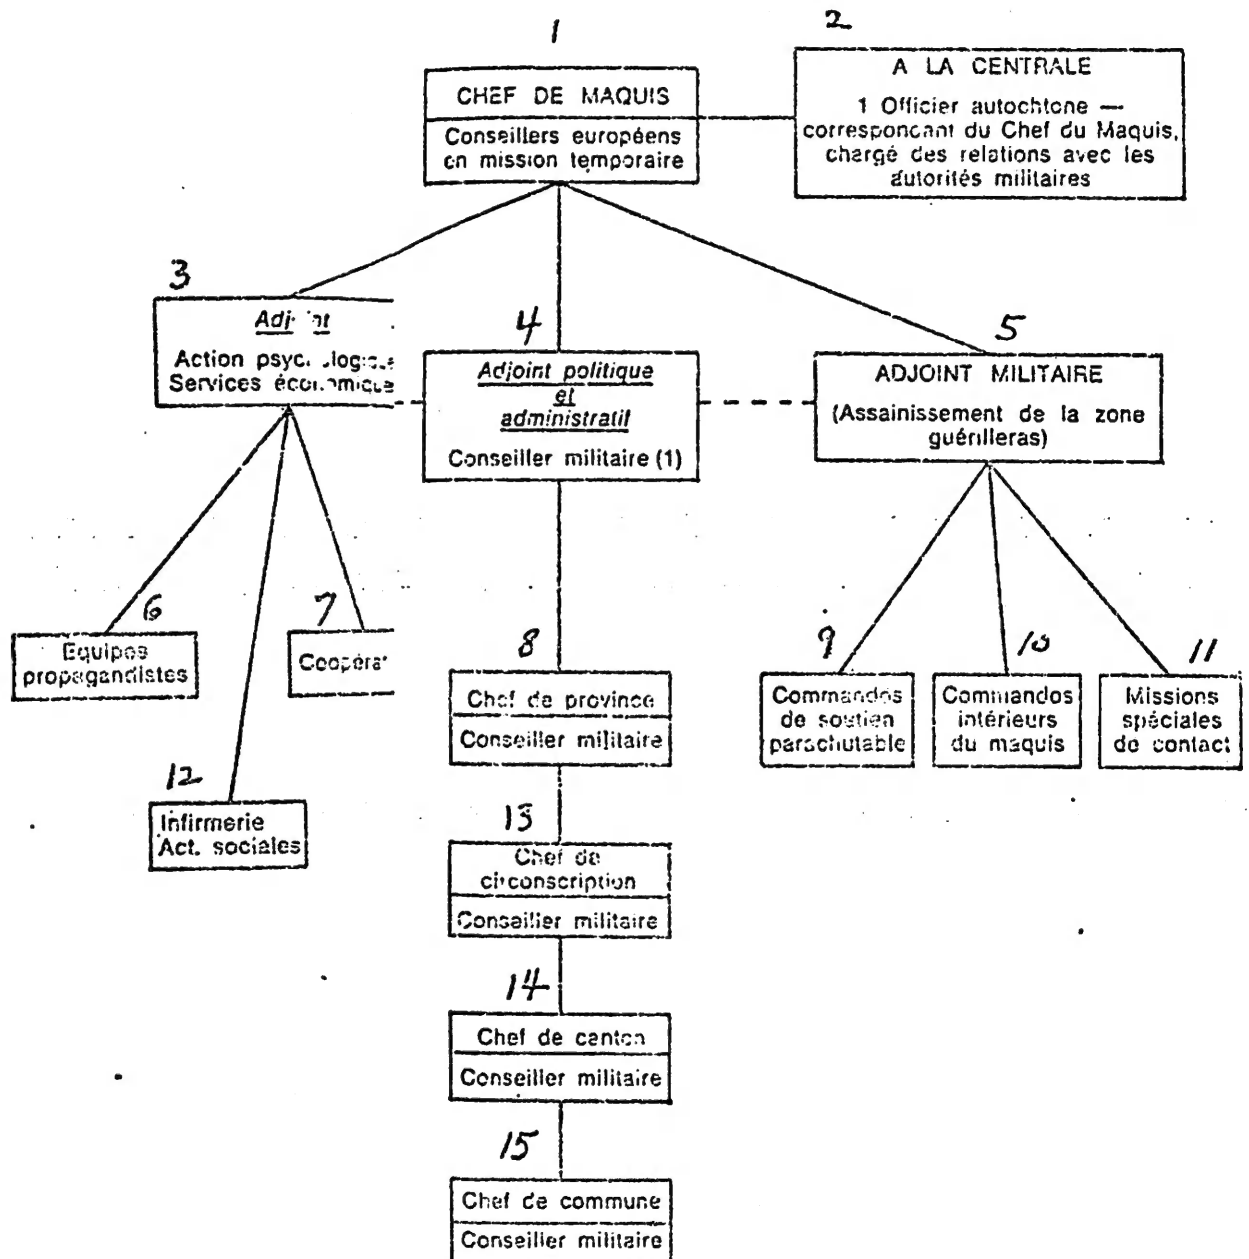 1
2
CHEF DE MAQUIS
Conseillers européens
en mission temporaire
A LA CENTRALE
1 Officier autochtone —
correspondant du Chef du Maquis,
chargé des relations avec les
autorités militaires
3
4
5
Action
Services
Adjoint politique
et
administratif
Conseiller militaire (1)
ADJOINT MILITAIRE
(Assainissement de la zone
guérilleras)
6
7
8
9
10
11
Equipes
propagandistes
Coopérat
Chef de province
Conseiller militaire
Commandos
de soutien
parachutable
Commandos
intérieurs
du maquis
Missions
spéciales
de contact
12
Infirmerie
Act. sociales
13
Chef de
circonscription
Conseiller militaire
14
Chef de canton
Conseiller militaire
15
Chef de commune
Conseiller militaire